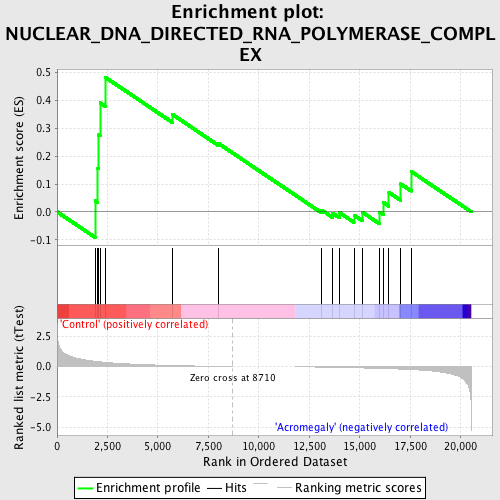 Enrichment plot:
NUCLEAR_DNA_DIRECTED_RNA_POLYMERASE_COMPL
EX
Enrichment score (ES)
0.5
0.4
0.3
0.2
0.1
0.0
-0.1
'Control' (positively correlated)
Ranked list metric (tTest)
2.5
0.0
-2.5
-5.0
Zero cross at 8710
'Acromegaly' (negatively correlated)
0
2,500
5,000
7,500
10,000
12,500
15,000
17,500
20,000
Rank in Ordered Dataset
Enrichment profile
Hits
Ranking metric scores